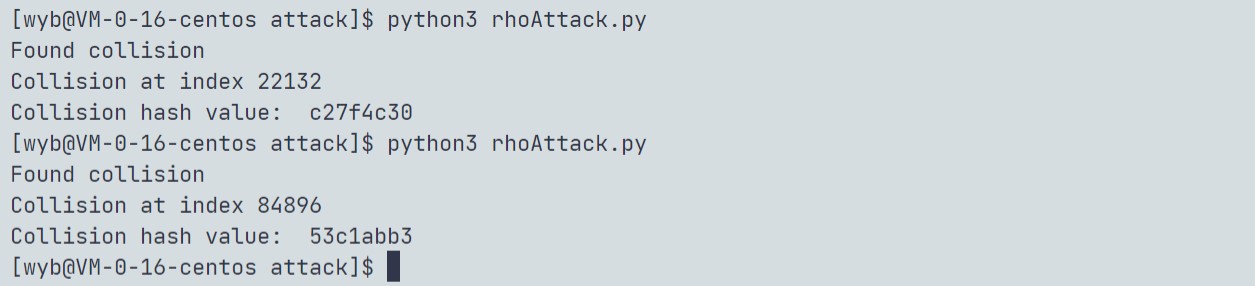 [wyb@VM-0-16-centos attack]$ python3 rhoAttack.py
Found collision
Collision at index 22132
Collision hash value:  c27f4c30
[wyb@VM-0-16-centos attack]$ python3 rhoAttack.py
Found collision
Collision at index 84896
Collision hash value:  53c1abb3
[wyb@VM-0-16-centos attack]$